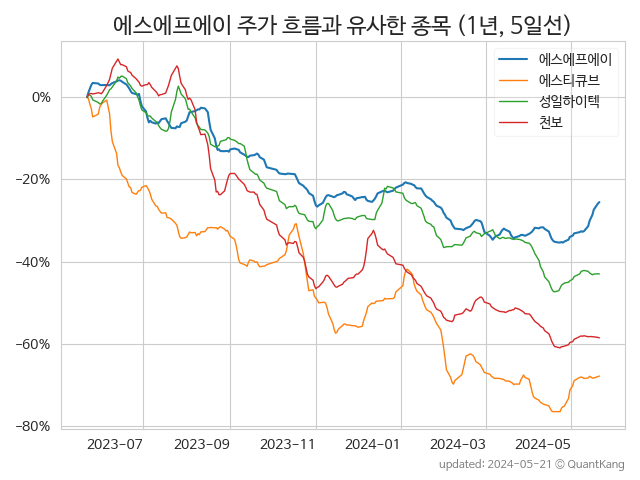 에스에프에이 주가 흐름과 유사한 종목 (1년, 5일선)
에스에프에이
에스티큐브
성일하이텍
천보
0%
−20%
−40%
−60%
−80%
2023-07 2023-09 2023-11 2024-01 2024-03 2024-05
updated: 2024-05-21 © QuantKang